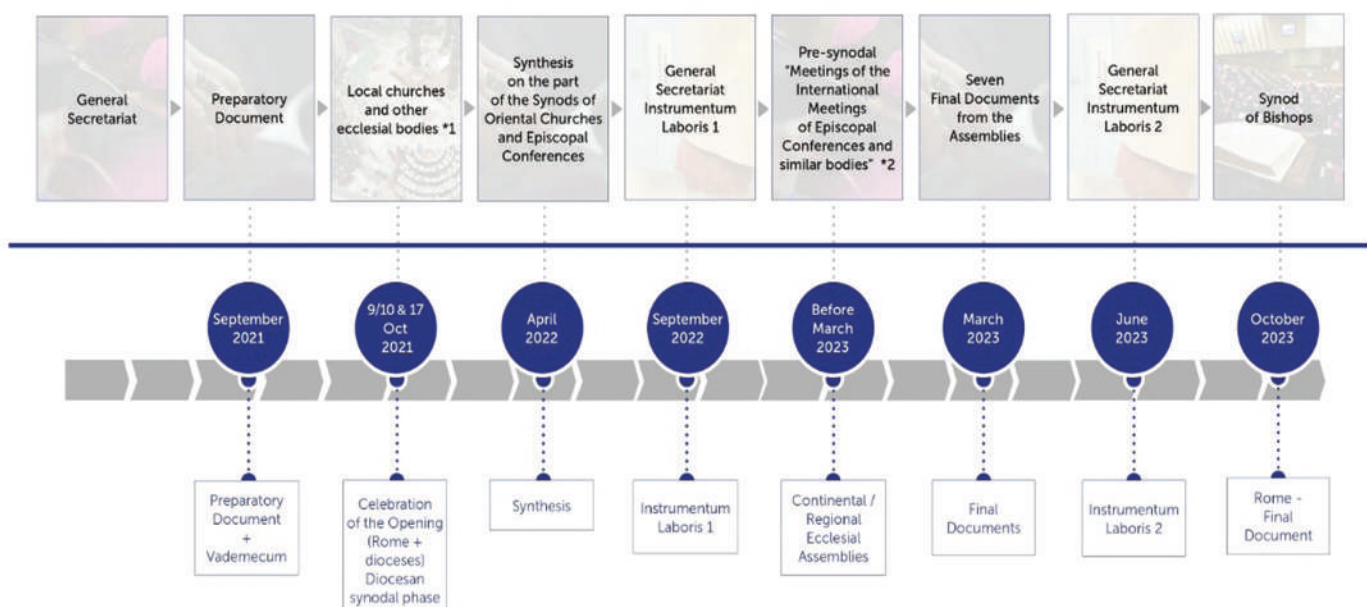 General
Secretariat
Preparatory
Document
Local churches
and other
ecclesial bodies *1
Synthesis
on the part
of the Synods of
Oriental Churches
and Episcopal
Conferences
General
Secretariat
Instrumentum
Laboris 1
Pre-synodal
"Meetings of the
International
Meetings
of Episcopal
Conferences and
similar bodies" *2
Seven
Final Documents
from the
Assemblies
General
Secretariat
Instrumentum
Laboris 2
Synod
of Bishops
September
2021
9/10 & 17
Oct
2021
April
2022
September
2022
Before
March
2023
March
2023
June
2023
October
2023
Preparatory
Document
+
Vademecum
Celebration
of the Opening
(Rome +
dioceses)
Diocesan
synodal phase
Synthesis
Instrumentum
Laboris 1
Continental /
Regional
Ecclesial
Assemblies
Final
Documents
Instrumentum
Laboris 2
Rome -
Final
Document